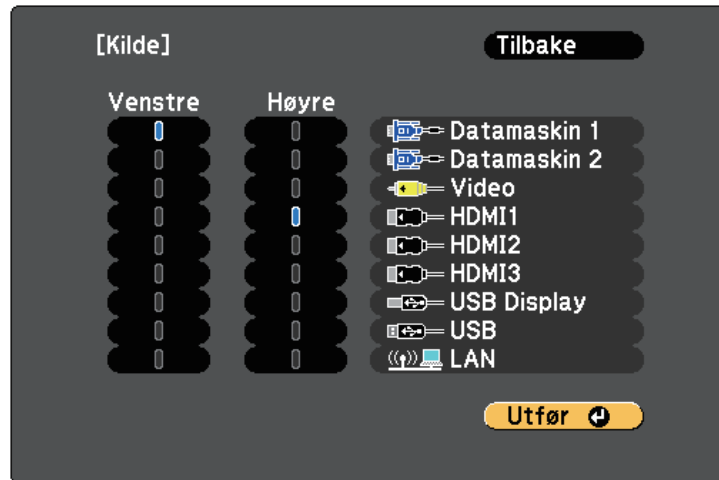 [Kilde]
Tilbake
Venstre Høyre
Datamaskin 1
Datamaskin 2
Video
HDMI1
HDMI2
HDMI3
USB Display
USB
LAN
Utfør